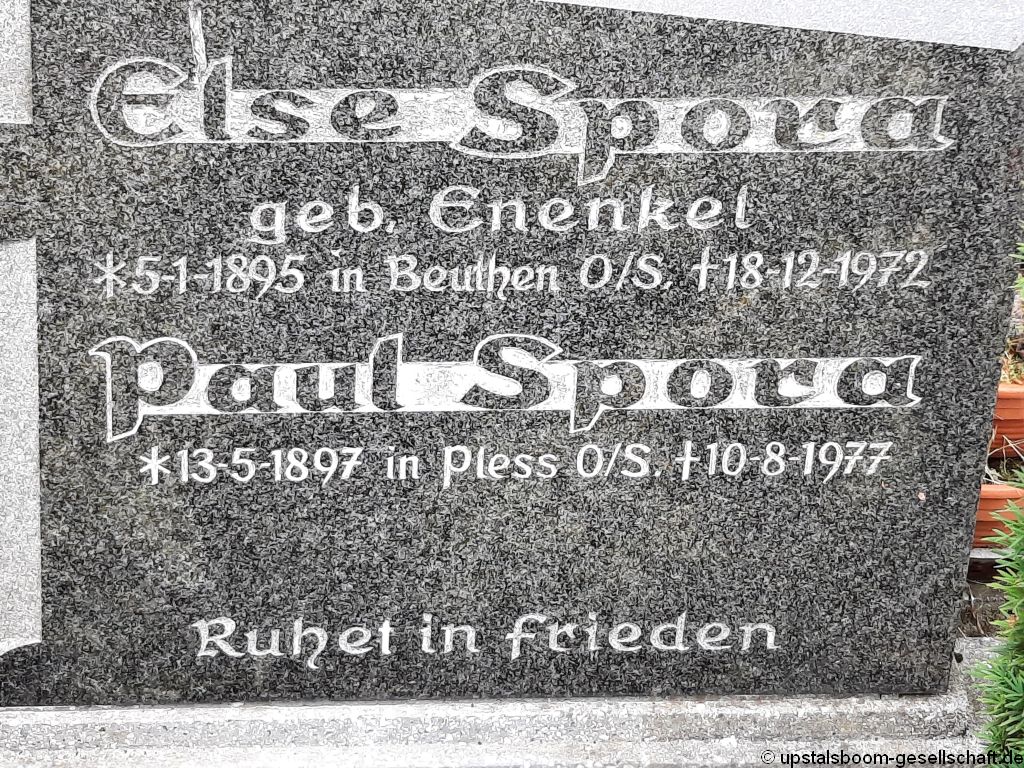 Else Spora
geb. Enenkel
*5-1-1895 in Beuthen O/S. †18-12-1972
Paul Spora
*13-5-1897 in Pless O/S. †10-8-1977
Ruhet in frieden
© upstalsboom-gesellschaft.de